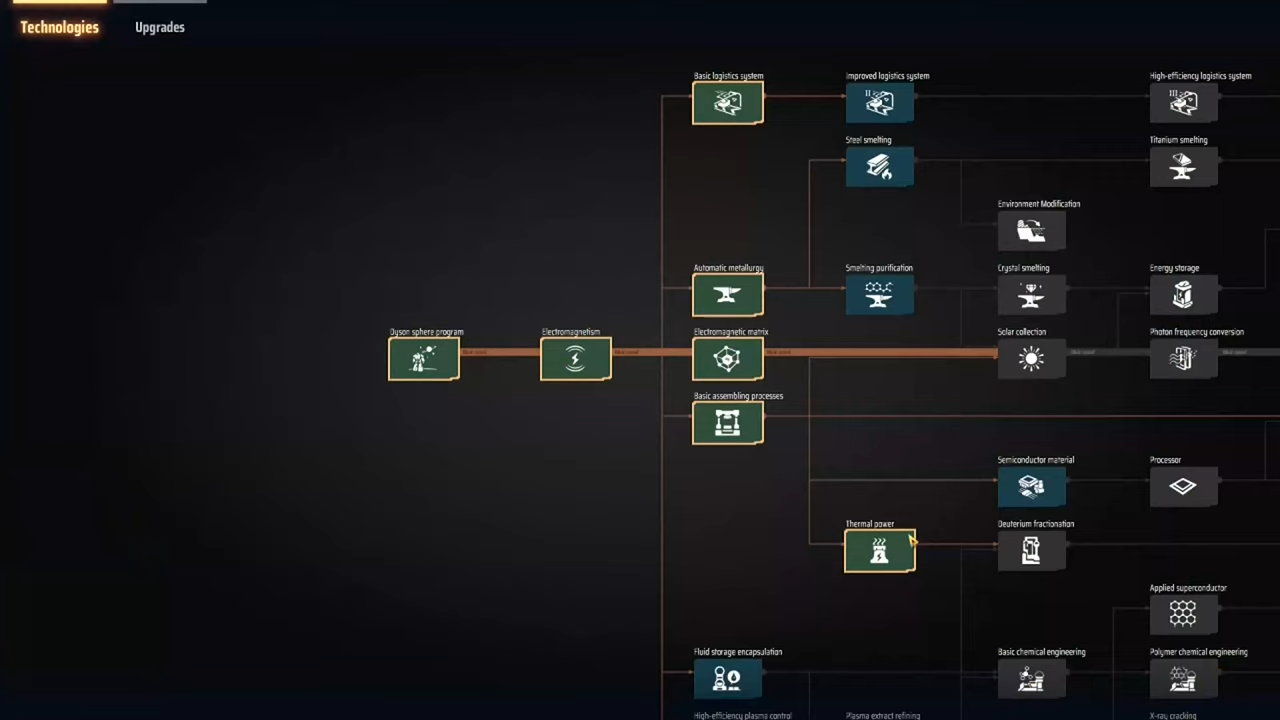 Technologies
Upgrades
Basic logistics system
Improved logistics system
High-efficiency logistics system
Steel smelting
Titanium smelting
Environment Modification
Automatic metallurgy
Smelting purification
Crystal smelting
Energy storage
Dyson sphere program
Electromagnetism
Electromagnetic matrix
Solar collection
Photon frequency conversion
Basic assembling processes
Semiconductor material
Processor
Thermal power
Deuterium fractionation
Applied superconductor
Fluid storage encapsulation
Basic chemical engineering
Polymer chemical engineering
High-efficiency plasma control
Plasma extract refining
X-ray cracking